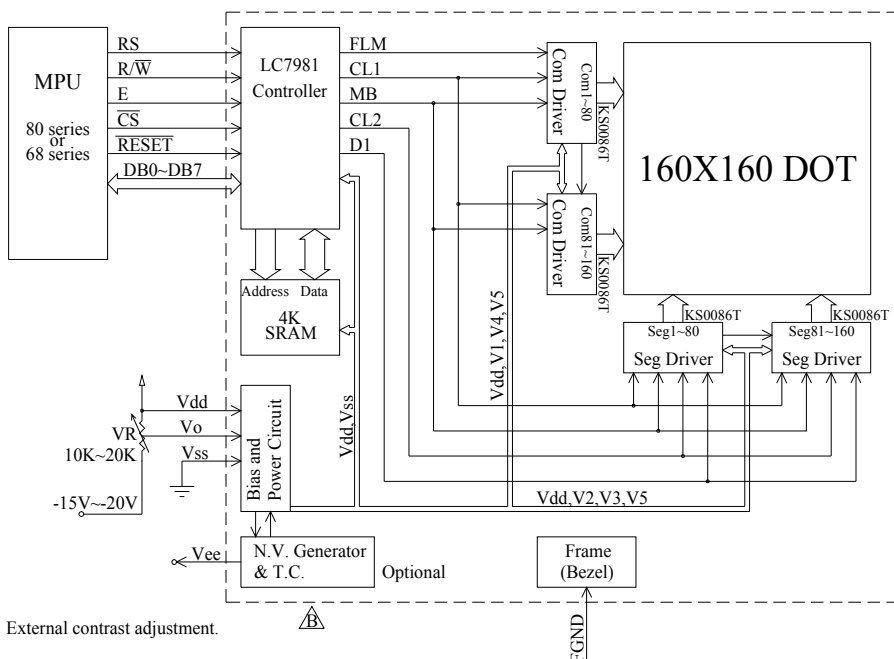 MPU
80 series
or
68 series
RS
R/W̅
E
C̅S̅
R̅E̅S̅E̅T̅
DB0~DB7
LC7981
Controller
FLM
CL1
MB
CL2
D1
Com Driver
Com1~80
KS0086T
Com Driver
Com81~160
KS0086T
160X160 DOT
Address Data
4K
SRAM
Vdd,Vss
Vdd,V1,V4,V5
KS0086T
Seg1~80
Seg Driver
KS0086T
Seg81~160
Seg Driver
Vdd
Vo
Vss
VR
10K~20K
-15V~-20V
Bias and
Power Circuit
Vdd,V2,V3,V5
Vee
N.V. Generator
& T.C.
Optional
Frame
(Bezel)
B
External contrast adjustment.
FGND